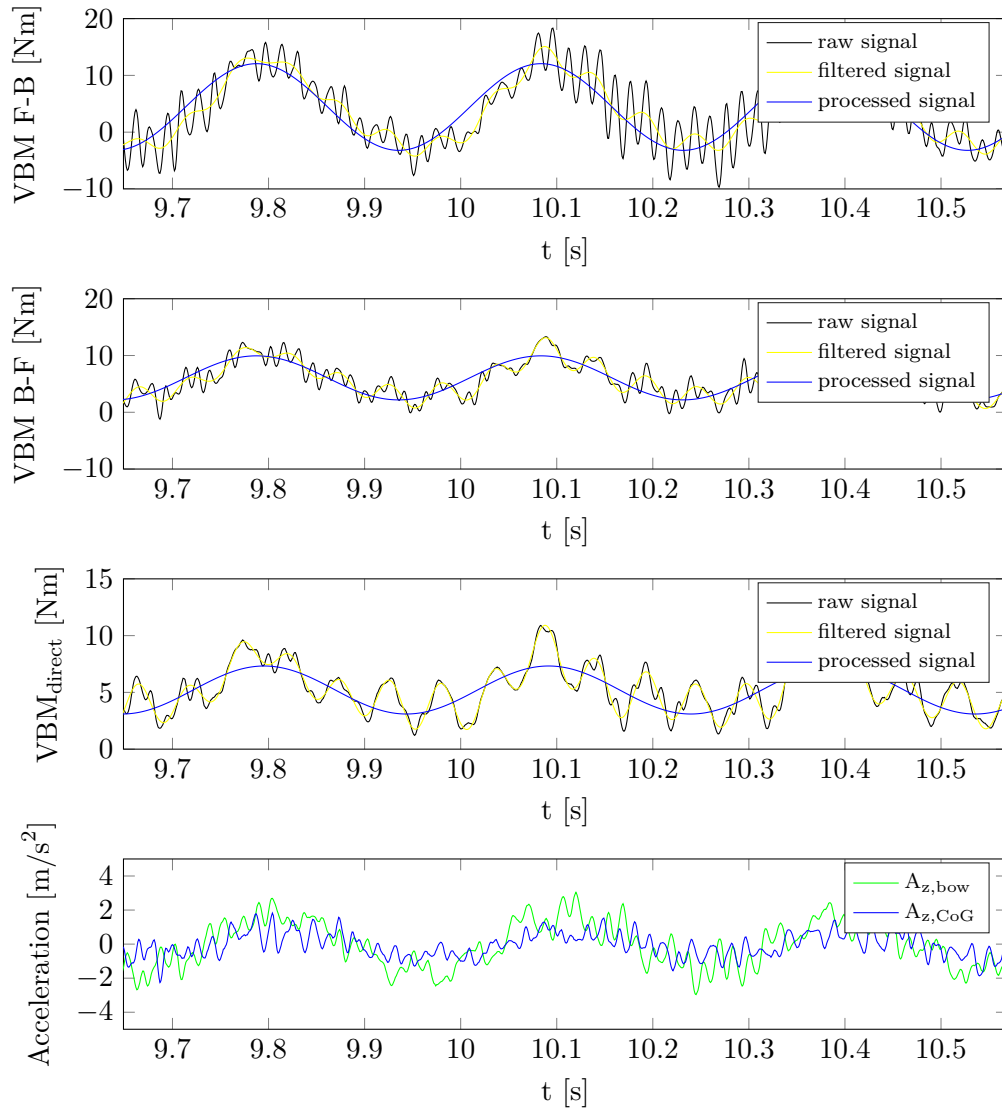 20
10
0
−10
VBM F-B [Nm]
raw signal
filtered signal
processed signal
9.7 9.8 9.9 10 10.1 10.2 10.3 10.4 10.5
t [s]
20
10
0
−10
VBM B-F [Nm]
raw signal
filtered signal
processed signal
9.7 9.8 9.9 10 10.1 10.2 10.3 10.4 10.5
t [s]
15
10
5
0
VBM_direct [Nm]
raw signal
filtered signal
processed signal
9.7 9.8 9.9 10 10.1 10.2 10.3 10.4 10.5
t [s]
4
2
0
−2
−4
Acceleration [m/s²]
A_z,bow
A_z,CoG
9.7 9.8 9.9 10 10.1 10.2 10.3 10.4 10.5
t [s]